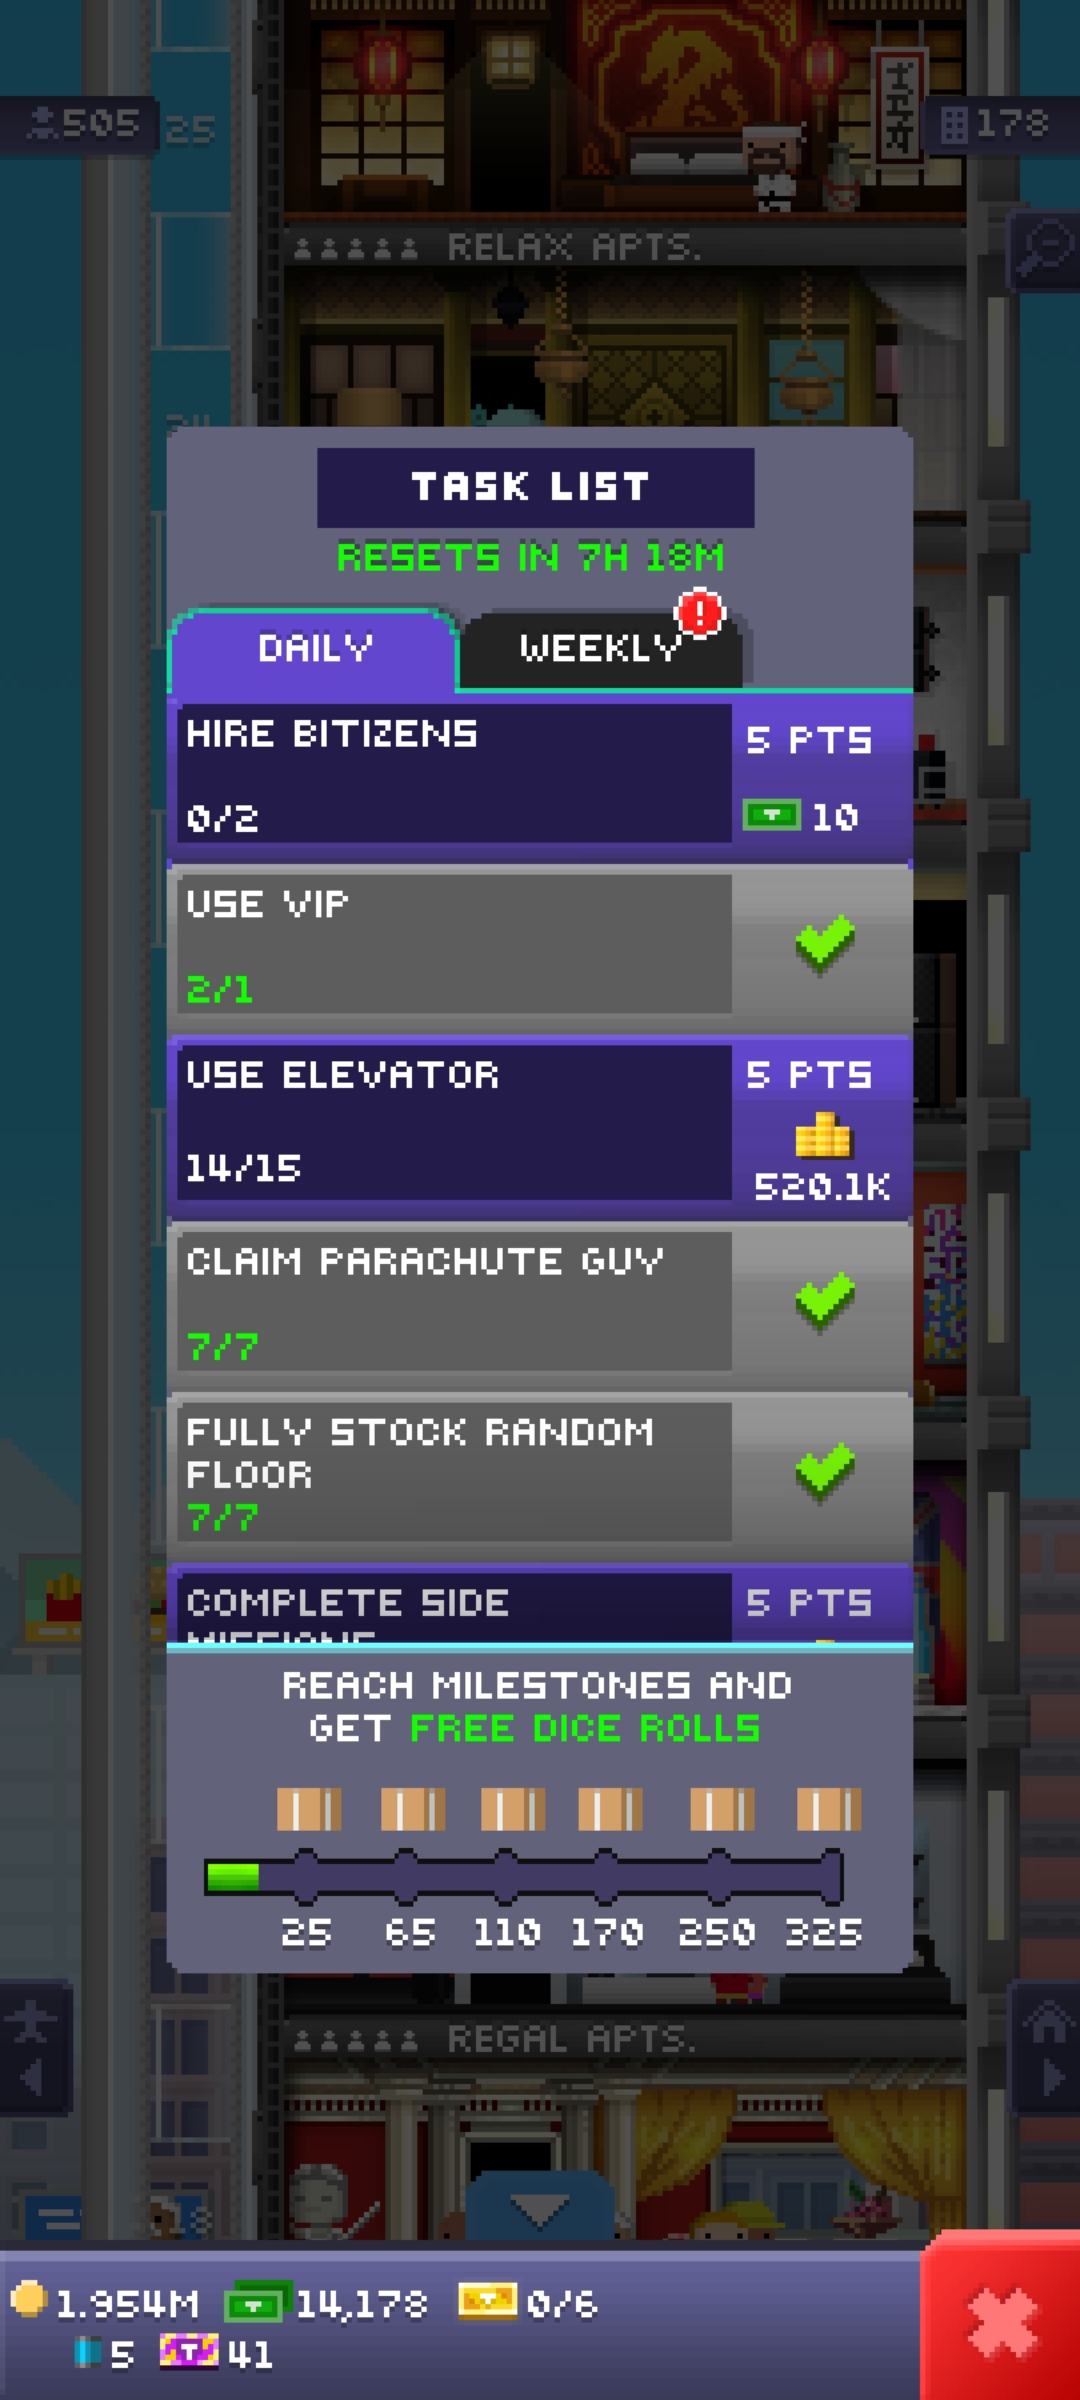 505
25
178
RELAX APTS.
TASK LIST
RESETS IN 7H 18M
DAILY
WEEKLY
!
HIRE BITIZENS
5 PTS
0/2
10
USE VIP
2/1
USE ELEVATOR
5 PTS
14/15
520.1K
CLAIM PARACHUTE GUY
7/7
FULLY STOCK RANDOM
FLOOR
7/7
COMPLETE SIDE
5 PTS
MISSIONS
REACH MILESTONES AND
GET FREE DICE ROLLS
25 65 110 170 250 325
REGAL APTS.
18
1.954M 14,178 0/6
5 41